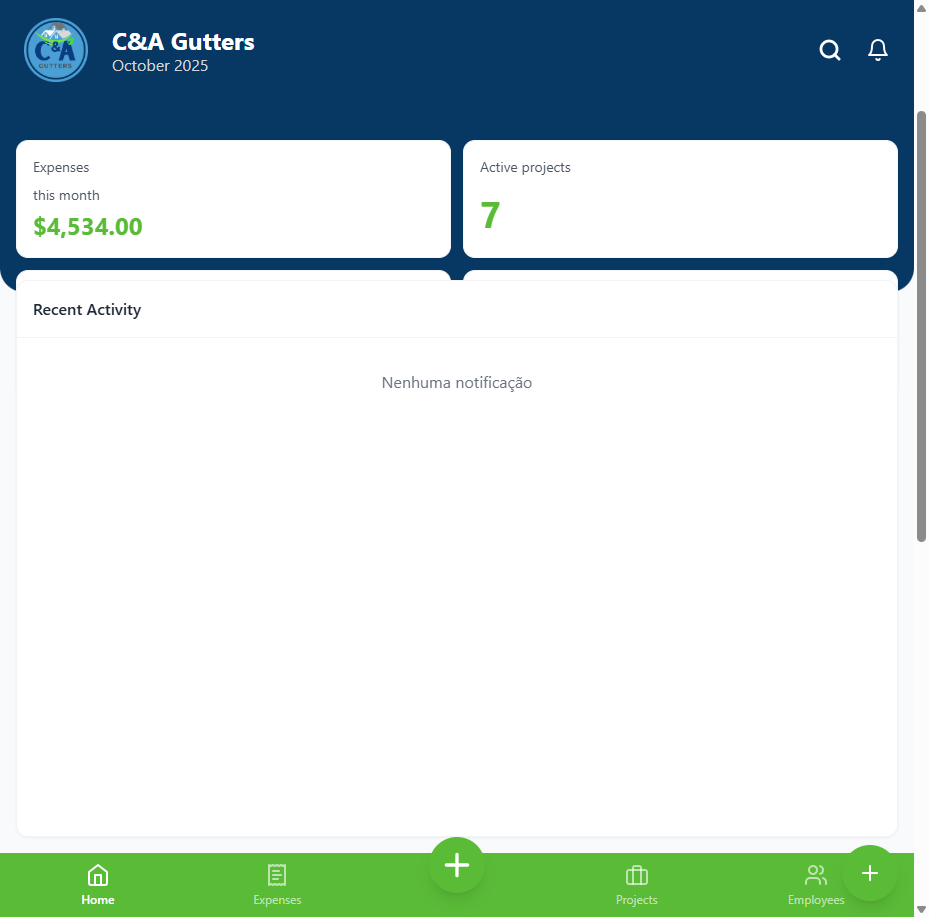 C&A
GUTTERS
C&A Gutters
October 2025
Expenses
this month
$4,534.00
Active projects
7
Recent Activity
Nenhuma notificação
Home
Expenses
Projects
Employees